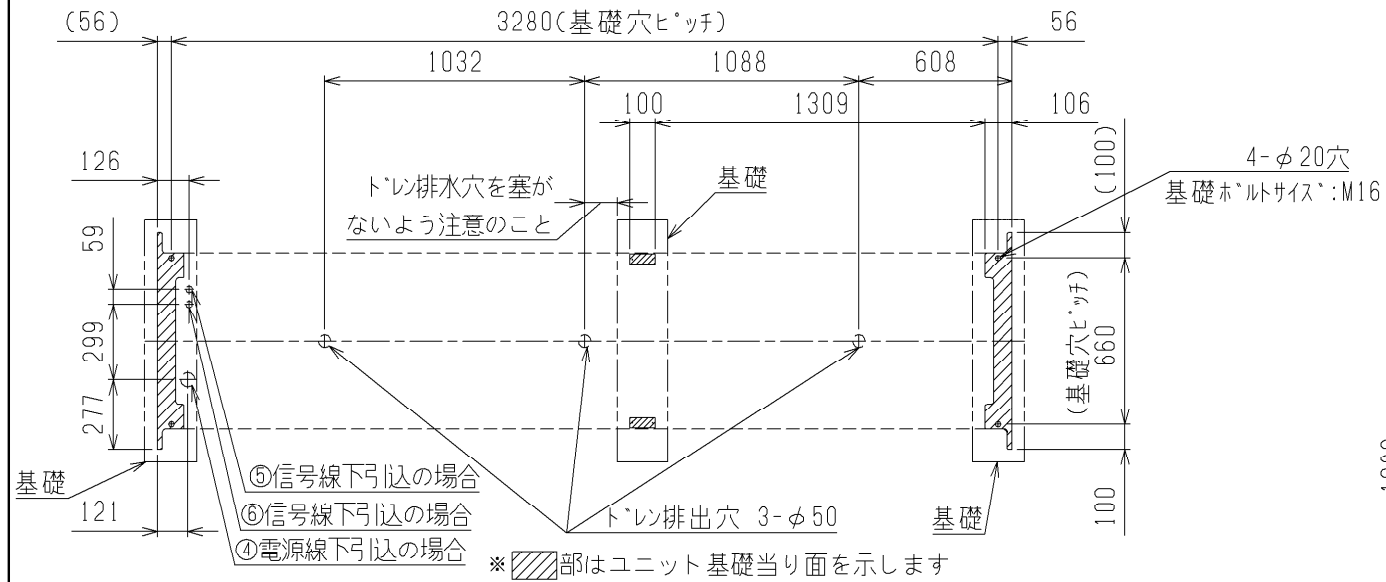 (56)
3280(基礎穴ピッチ)
56
1032
1088
608
100
1309
106
126
ドレン排水穴を塞が
ないよう注意のこと
基礎
(100)
4-φ20穴
基礎ボルトサイズ:M16
59
299
277
(基礎穴ピッチ)
660
100
基礎
121
⑤信号線下引込の場合
⑥信号線下引込の場合
④電源線下引込の場合
ドレン排出穴 3-φ50
基礎
※部はユニット基礎当り面を示します